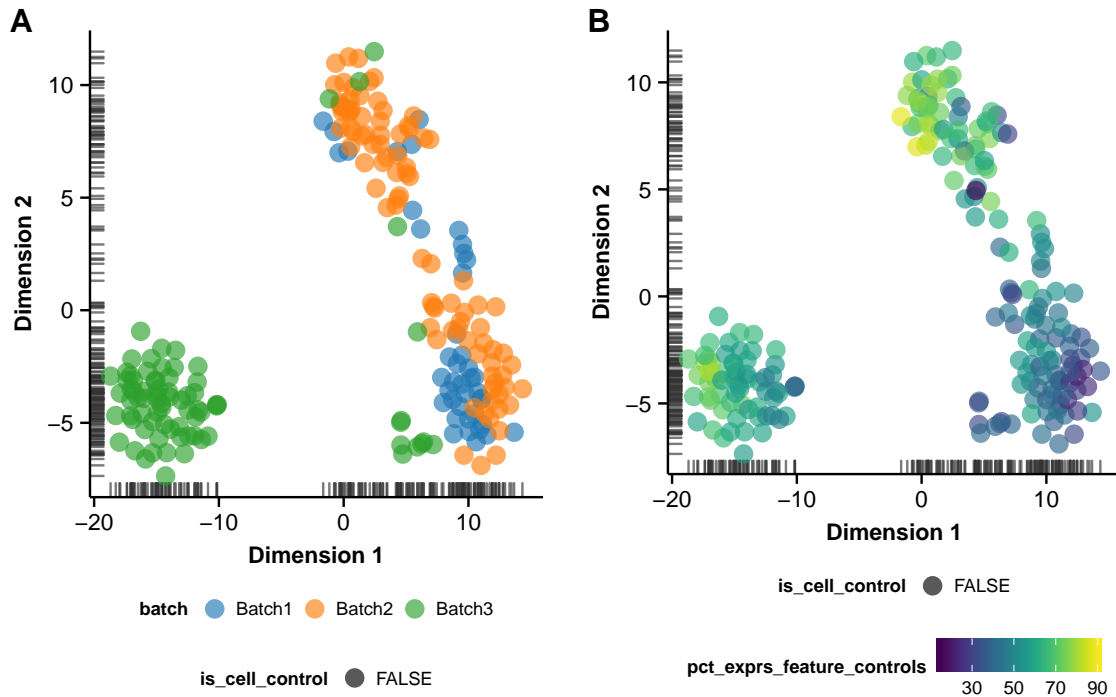 A
10
5
0
−5
Dimension 2
−20
−10
0
10
Dimension 1
batch Batch1 Batch2 Batch3
is_cell_control FALSE
B
10
5
0
−5
Dimension 2
−20
−10
0
10
Dimension 1
is_cell_control FALSE
pct_exprs_feature_controls
30 50 70 90